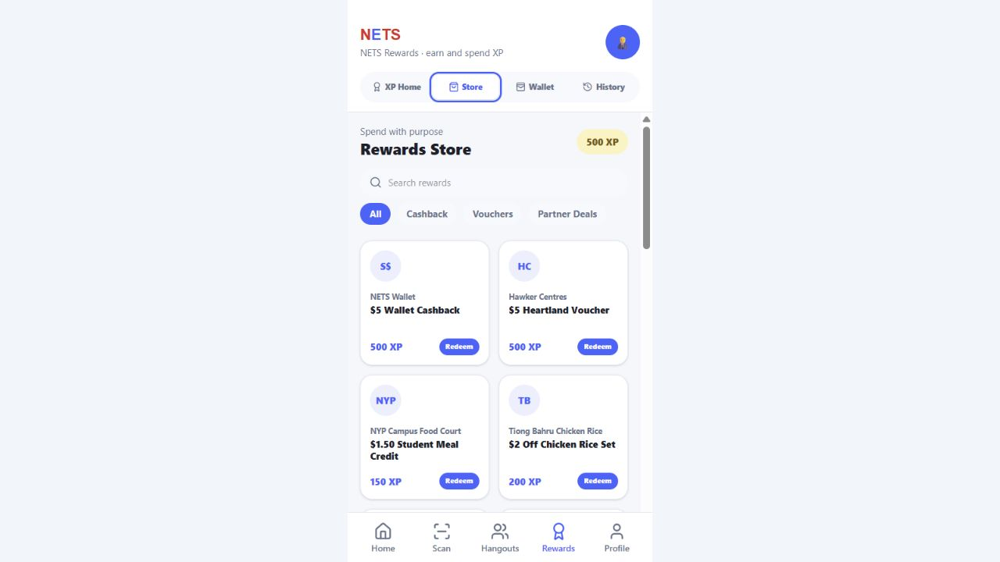 NETS
NETS Rewards · earn and spend XP
XP Home
Store
Wallet
History
Spend with purpose
Rewards Store
500 XP
Search rewards
All
Cashback
Vouchers
Partner Deals
S$
NETS Wallet
$5 Wallet Cashback
500 XP
Redeem
HC
Hawker Centres
$5 Heartland Voucher
500 XP
Redeem
NYP
NYP Campus Food Court
$1.50 Student Meal
Credit
150 XP
Redeem
TB
Tiong Bahru Chicken Rice
$2 Off Chicken Rice Set
200 XP
Redeem
Home
Scan
Hangouts
Rewards
Profile